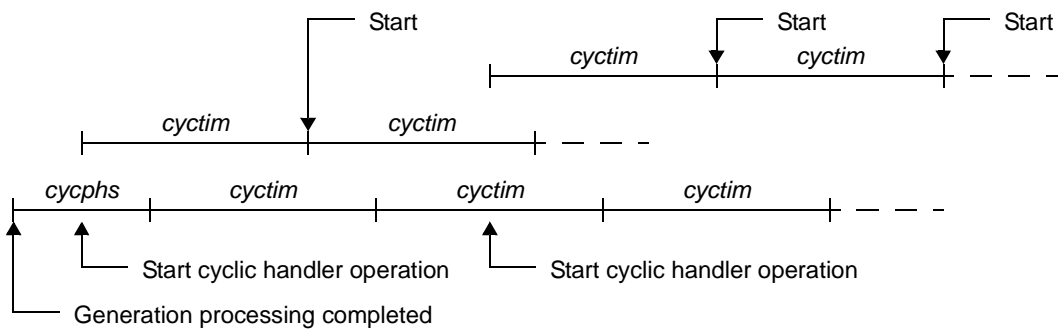 Start
Start
Start
cyctim
cyctim
cyctim
cyctim
cycphs
cyctim
cyctim
cyctim
Start cyclic handler operation
Start cyclic handler operation
Generation processing completed